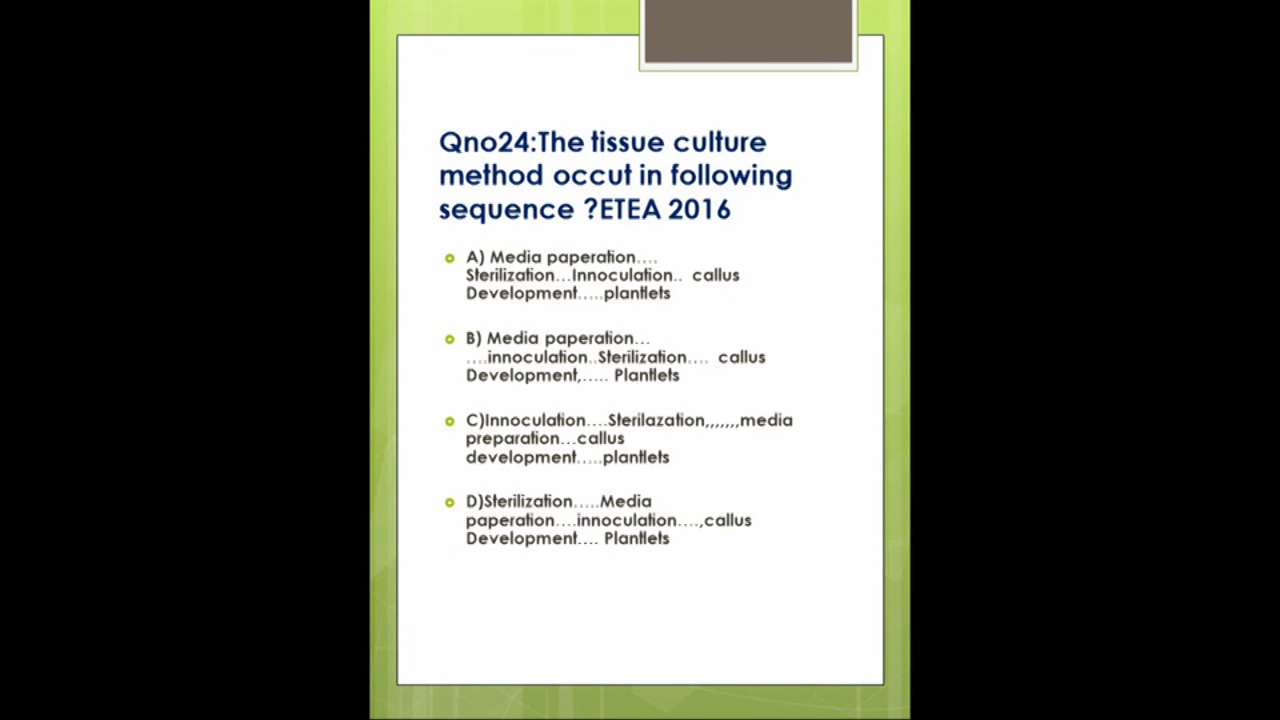 Qno24:The tissue culture
method occut in following
sequence ?ETEA 2016
A) Media paperation....
Sterilization...Innoculation.. callus
Development.....plantlets
B) Media paperation...
....innoculation..Sterilization.... callus
Development,..... Plantlets
C)Innoculation....Sterilazation,,,,,,,media
preparation...callus
development.....plantlets
D)Sterilization.....Media
paperation....innoculation....,callus
Development.... Plantlets